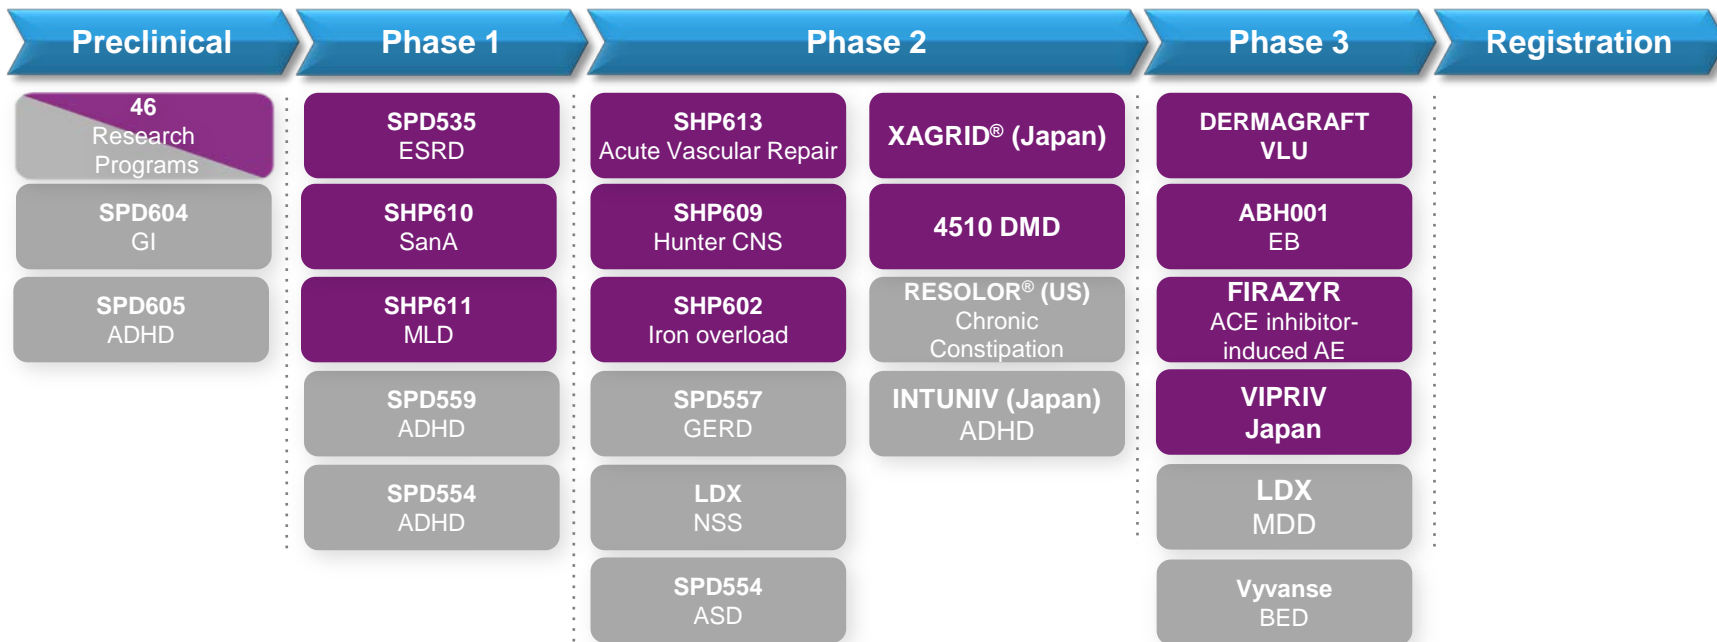 Preclinical
Phase 1
Phase 2
Phase 3
Registration
46
Research
Programs
SPD604
GI
SPD605
ADHD
SPD535
ESRD
SHP610
SanA
SHP611
MLD
SPD559
ADHD
SPD554
ADHD
SHP613
Acute Vascular Repair
SHP609
Hunter CNS
SHP602
Iron overload
SPD557
GERD
LDX
NSS
SPD554
ASD
XAGRID® (Japan)
4510 DMD
RESOLOR® (US)
Chronic
Constipation
INTUNIV (Japan)
ADHD
DERMAGRAFT
VLU
ABH001
EB
FIRAZYR
ACE inhibitor-
induced AE
VIPRIV
Japan
LDX
MDD
Vyvanse
BED